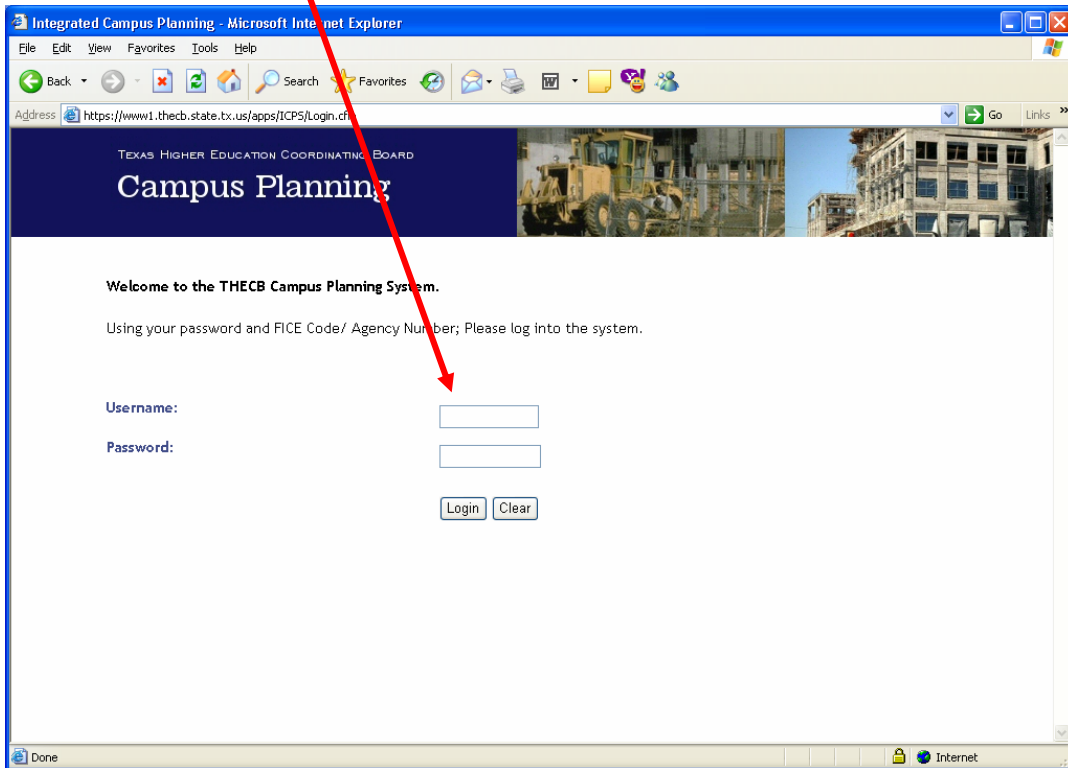 Integrated Campus Planning - Microsoft Internet Explorer
File Edit View Favorites Tools Help
Back Search Favorites
Address https://www1.thecb.state.tx.us/apps/ICPS/Login.cfm Go Links »
TEXAS HIGHER EDUCATION COORDINATING BOARD
Campus Planning
Welcome to the THECB Campus Planning System.
Using your password and FICE Code/ Agency Number; Please log into the system.
Username:
Password:
Login Clear
Done Internet